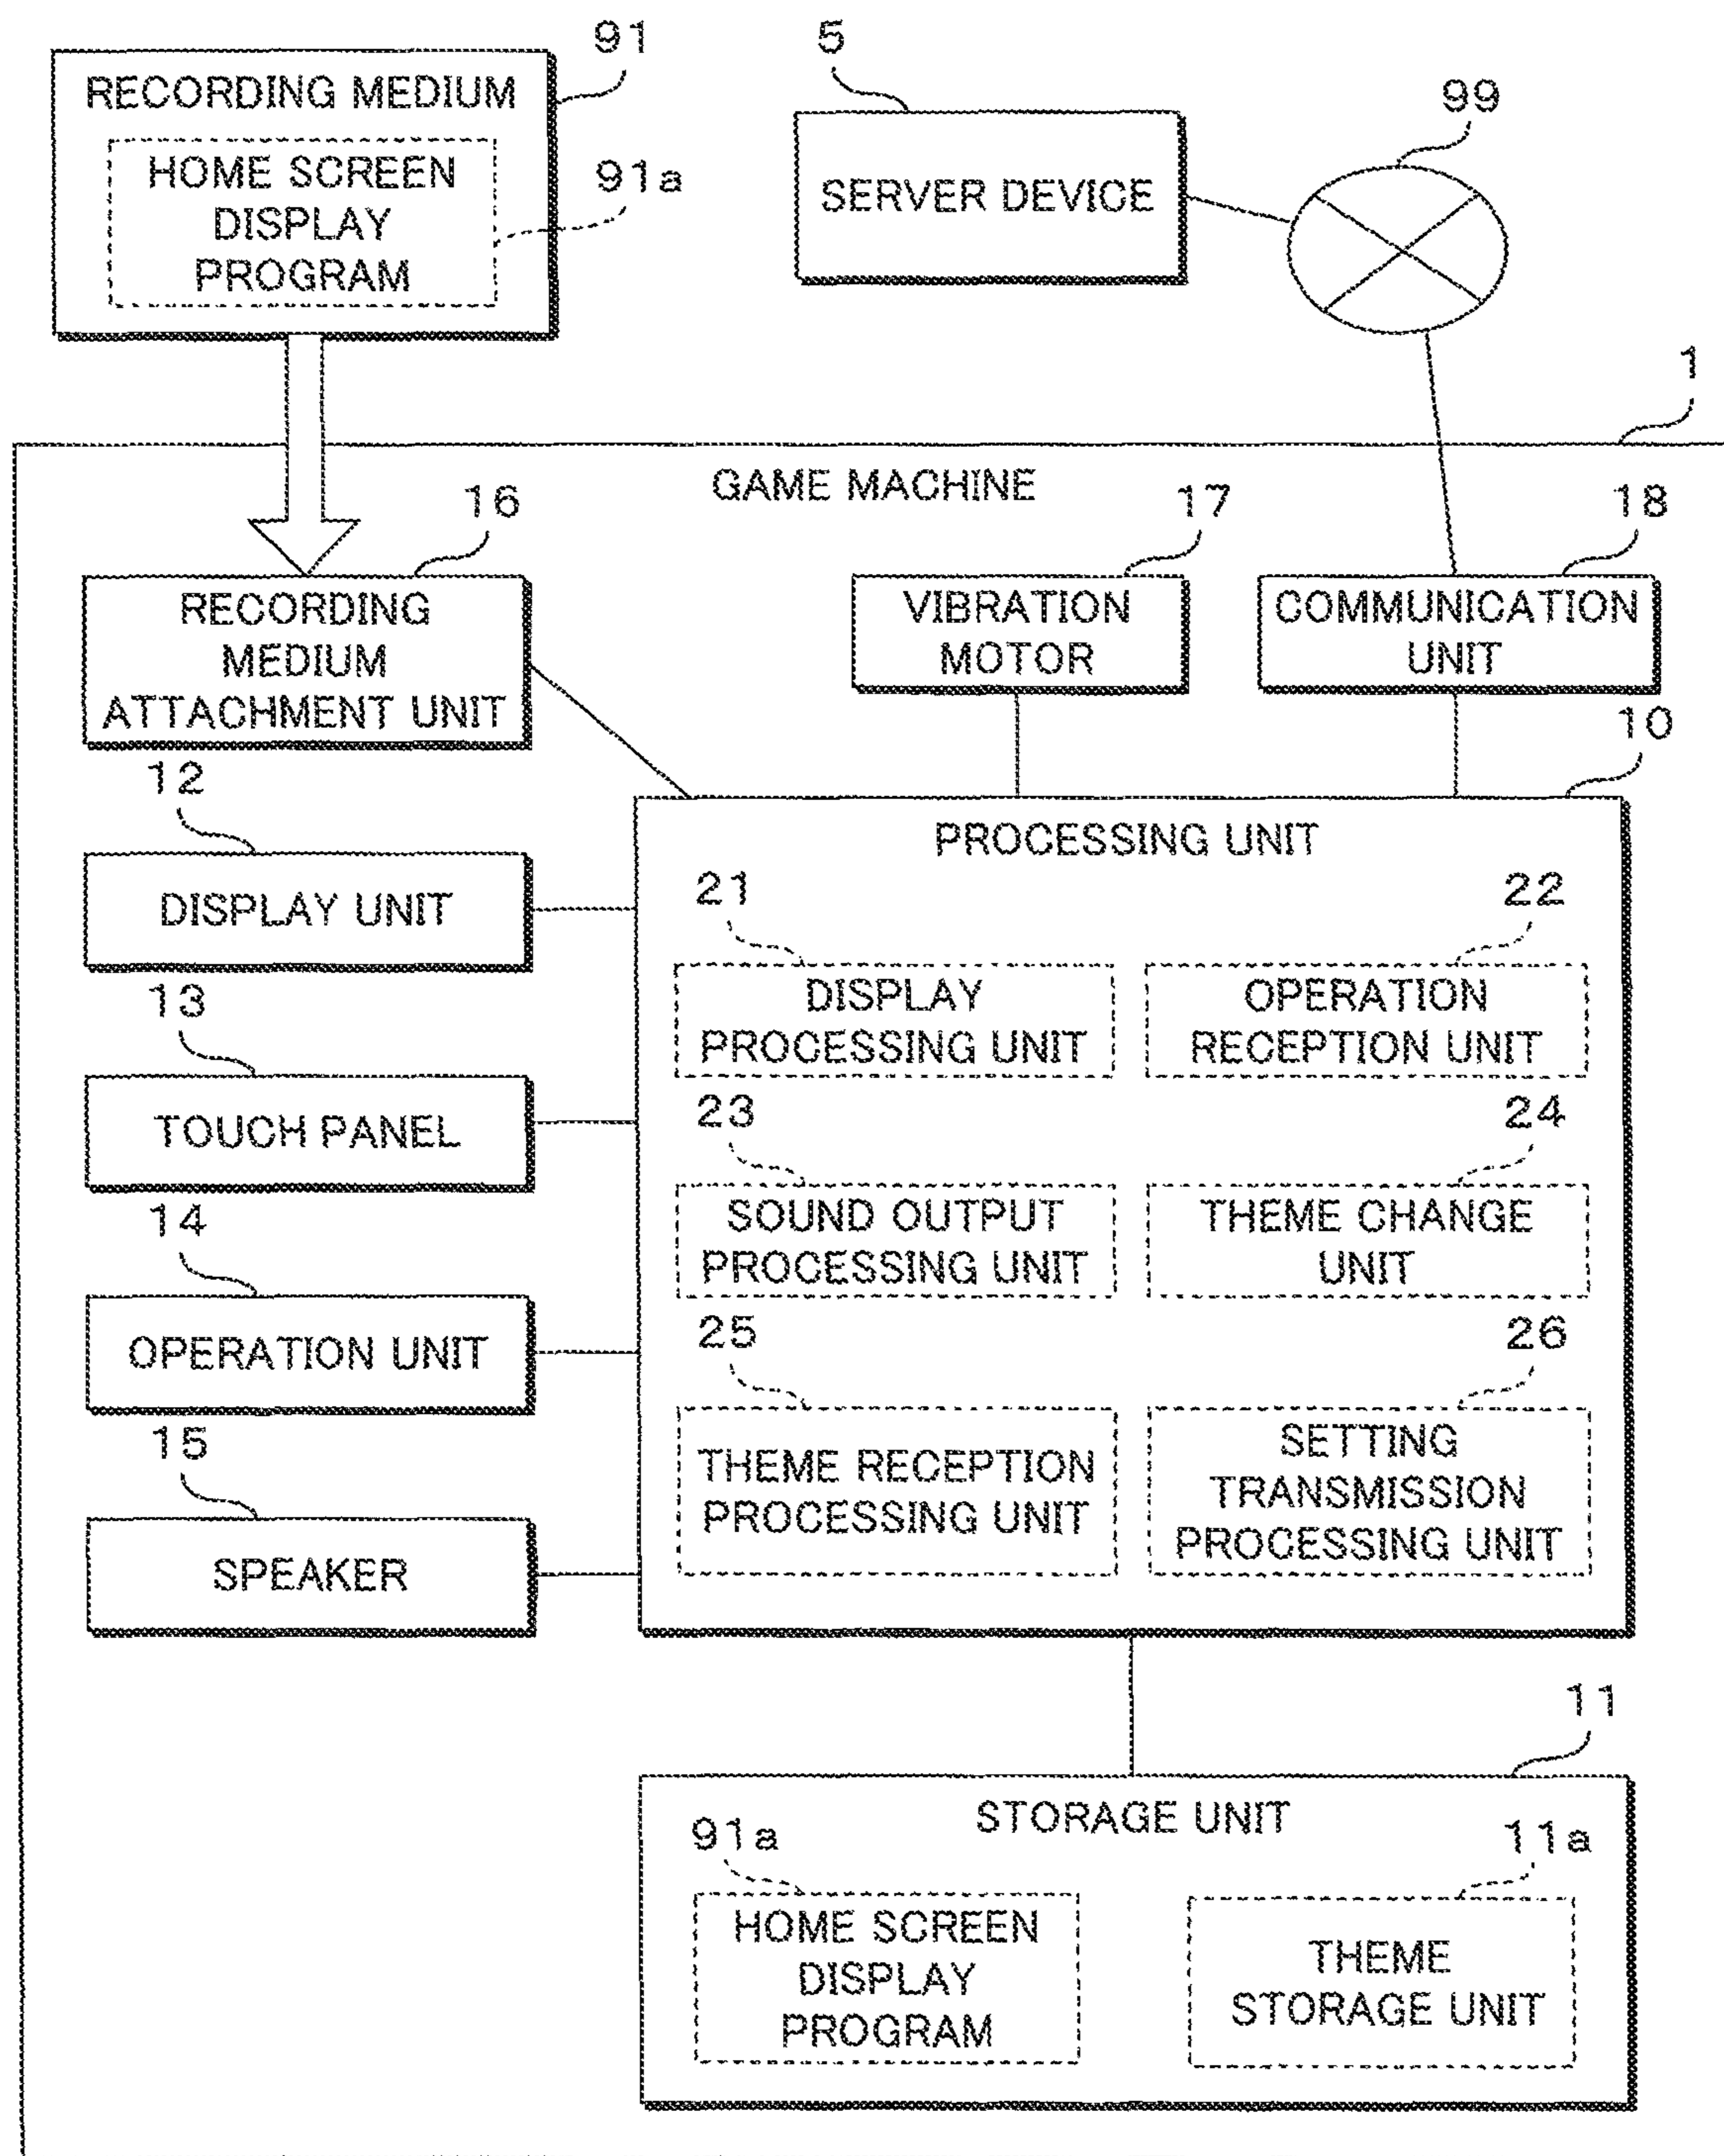 91
RECORDING MEDIUM
HOME SCREEN
DISPLAY
PROGRAM
91a
5
SERVER DEVICE
99
1
GAME MACHINE
16
RECORDING
MEDIUM
ATTACHMENT UNIT
17
VIBRATION
MOTOR
18
COMMUNICATION
UNIT
10
PROCESSING UNIT
12
DISPLAY UNIT
13
TOUCH PANEL
14
OPERATION UNIT
15
SPEAKER
21
DISPLAY
PROCESSING UNIT
22
OPERATION
RECEPTION UNIT
23
SOUND OUTPUT
PROCESSING UNIT
24
THEME CHANGE
UNIT
25
THEME RECEPTION
PROCESSING UNIT
26
SETTING
TRANSMISSION
PROCESSING UNIT
11
STORAGE UNIT
91a
HOME SCREEN
DISPLAY
PROGRAM
11a
THEME
STORAGE UNIT